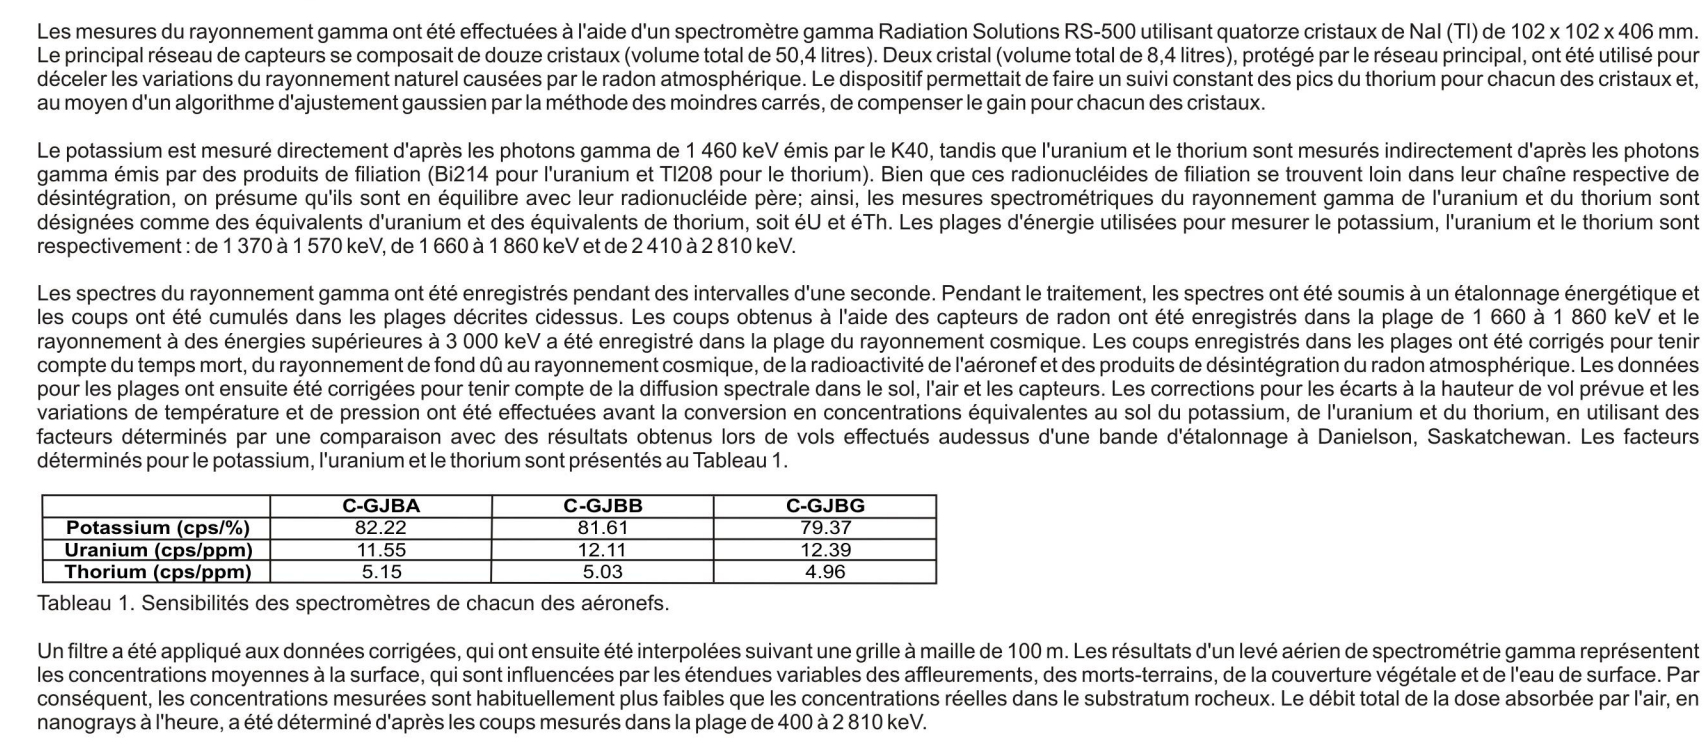 Les mesures du rayonnement gamma ont été effectuées à l'aide d'un spectromètre gamma Radiation Solutions RS-500 utilisant quatorze cristaux de NaI (Tl) de 102 x 102 x 406 mm.
Le principal réseau de capteurs se composait de douze cristaux (volume total de 50,4 litres). Deux cristal (volume total de 8,4 litres), protégé par le réseau principal, ont été utilisé pour
déceler les variations du rayonnement naturel causées par le radon atmosphérique. Le dispositif permettait de faire un suivi constant des pics du thorium pour chacun des cristaux et,
au moyen d'un algorithme d'ajustement gaussien par la méthode des moindres carrés, de compenser le gain pour chacun des cristaux.
Le potassium est mesuré directement d'après les photons gamma de 1 460 keV émis par le K40, tandis que l'uranium et le thorium sont mesurés indirectement d'après les photons
gamma émis par des produits de filiation (Bi214 pour l'uranium et Tl208 pour le thorium). Bien que ces radionucléides de filiation se trouvent loin dans leur chaîne respective de
désintégration, on présume qu'ils sont en équilibre avec leur radionucléide père; ainsi, les mesures spectrométriques du rayonnement gamma de l'uranium et du thorium sont
désignées comme des équivalents d'uranium et des équivalents de thorium, soit éU et éTh. Les plages d'énergie utilisées pour mesurer le potassium, l'uranium et le thorium sont
respectivement : de 1 370 à 1 570 keV, de 1 660 à 1 860 keV et de 2 410 à 2 810 keV.
Les spectres du rayonnement gamma ont été enregistrés pendant des intervalles d'une seconde. Pendant le traitement, les spectres ont été soumis à un étalonnage énergétique et
les coups ont été cumulés dans les plages décrites cidessus. Les coups obtenus à l'aide des capteurs de radon ont été enregistrés dans la plage de 1 660 à 1 860 keV et le
rayonnement à des énergies supérieures à 3 000 keV a été enregistré dans la plage du rayonnement cosmique. Les coups enregistrés dans les plages ont été corrigés pour tenir
compte du temps mort, du rayonnement de fond dû au rayonnement cosmique, de la radioactivité de l'aéronef et des produits de désintégration du radon atmosphérique. Les données
pour les plages ont ensuite été corrigées pour tenir compte de la diffusion spectrale dans le sol, l'air et les capteurs. Les corrections pour les écarts à la hauteur de vol prévue et les
variations de température et de pression ont été effectuées avant la conversion en concentrations équivalentes au sol du potassium, de l'uranium et du thorium, en utilisant des
facteurs déterminés par une comparaison avec des résultats obtenus lors de vols effectués audessus d'une bande d'étalonnage à Danielson, Saskatchewan. Les facteurs
déterminés pour le potassium, l'uranium et le thorium sont présentés au Tableau 1.
C-GJBA C-GJBB C-GJBG
Potassium (cps/%) 82.22 81.61 79.37
Uranium (cps/ppm) 11.55 12.11 12.39
Thorium (cps/ppm) 5.15 5.03 4.96
Tableau 1. Sensibilités des spectromètres de chacun des aéronefs.
Un filtre a été appliqué aux données corrigées, qui ont ensuite été interpolées suivant une grille à maille de 100 m. Les résultats d'un levé aérien de spectrométrie gamma représentent
les concentrations moyennes à la surface, qui sont influencées par les étendues variables des affleurements, des morts-terrains, de la couverture végétale et de l'eau de surface. Par
conséquent, les concentrations mesurées sont habituellement plus faibles que les concentrations réelles dans le substratum rocheux. Le débit total de la dose absorbée par l'air, en
nanograys à l'heure, a été déterminé d'après les coups mesurés dans la plage de 400 à 2 810 keV.